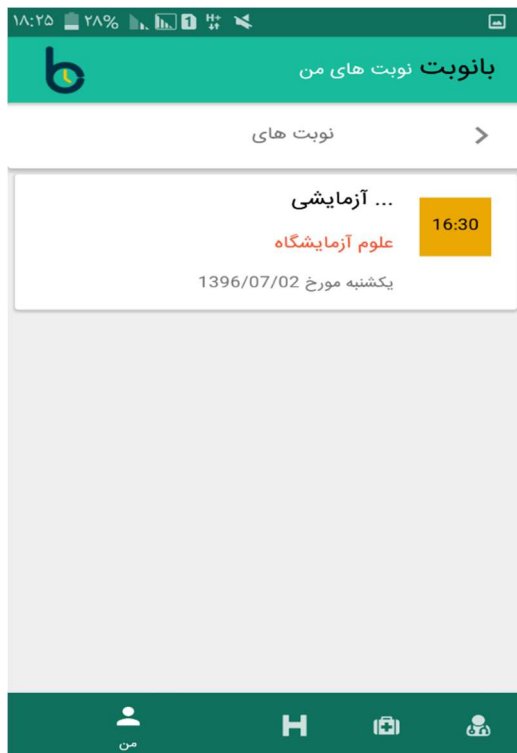 ۱۸:۲۵ ۲۸% 1 H+
بانوبت نوبت های من
نوبت های
... آزمایشی
16:30
علوم آزمایشگاه
یکشنبه مورخ 1396/07/02
H
من